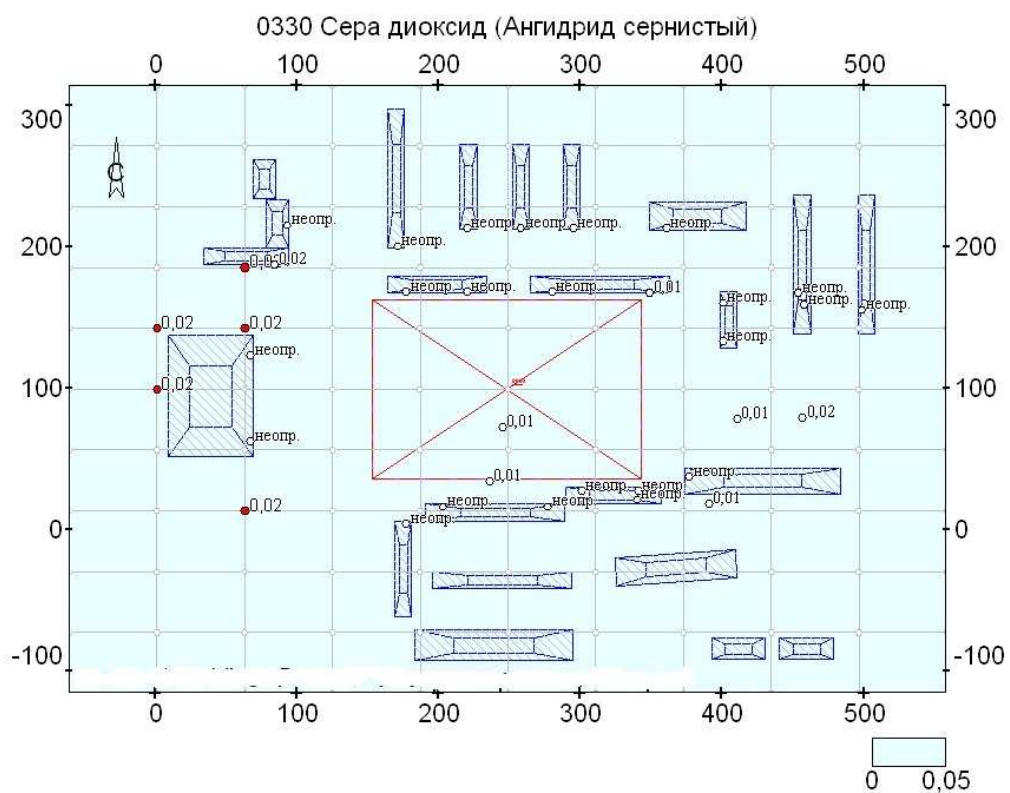 0330 Сера диоксид (Ангидрид сернистый)
0 100 200 300 400 500
300 300
С
неопр. неопр. неопр. неопр. неопр.
200 неопр. 200
0,02
неопр. неопр. неопр. 0,01 неопр.
неопр. неопр.
0,02 0,02
неопр. неопр.
100 0,02 100
0,01 0,01 0,02
неопр.
0,01 неопр.
неопр. неопр. неопр.
0,02 неопр. неопр. 0,01
0 неопр. 0
-100 -100
0 100 200 300 400 500
0 0,05